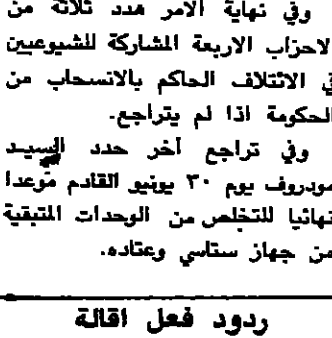 وفي نهاية الامر هدد ثلاثة من
لاحزاب الاربعة المشاركة للشيوعيين
في الائتلاف الحاكم بالانسحاب من
الحكومة اذا لم يتراجع.
وفي تراجع آخر حدد السيد
مودروف يوم ٣٠ يونيو القادم موعدا
نهائيا للتخلص من الوحدات المتبقية
من جهاز ستاسي وعتاده.
ردود فعل اقالة